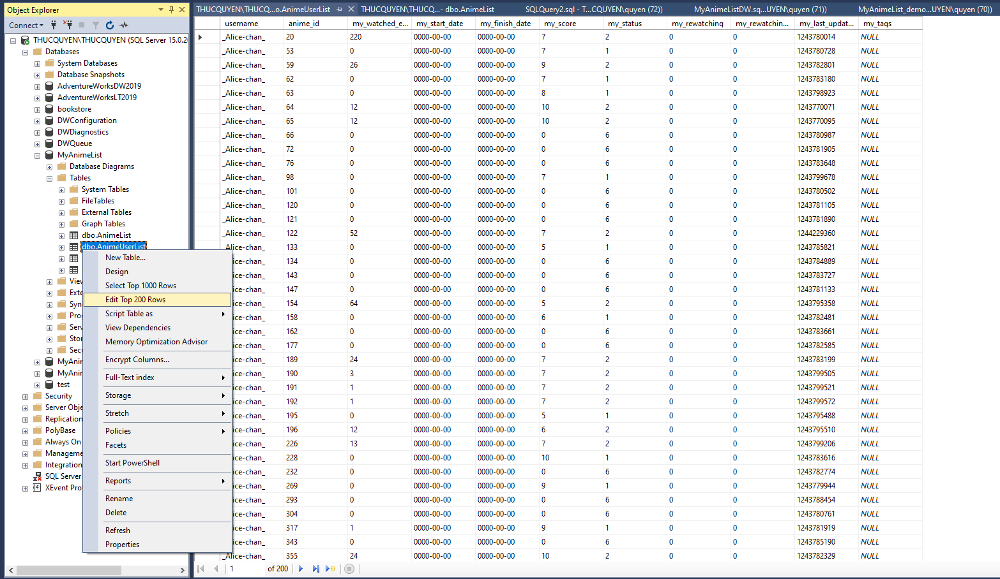 Object Explorer
Connect
THUCQUYEN\THUCQUYEN (SQL Server 15.0.20
Databases
System Databases
Database Snapshots
AdventureWorksDW2019
AdventureWorksLT2019
bookstore
DWConfiguration
DWDiagnostics
DWQueue
MyAnimeList
Database Diagrams
Tables
System Tables
FileTables
External Tables
Graph Tables
dbo.AnimeList
dbo.AnimeUserList
View
Exte
Syn
Prog
Serv
Stor
Secu
MyAnim
MyAnim
test
Security
Server Obje
Replication
PolyBase
Always On
Manageme
Integration
SQL Server
XEvent Prof
New Table...
Design
Select Top 1000 Rows
Edit Top 200 Rows
Script Table as
View Dependencies
Memory Optimization Advisor
Encrypt Columns...
Full-Text index
Storage
Stretch
Policies
Facets
Start PowerShell
Reports
Rename
Delete
Refresh
Properties
THUCQUYEN\THUCQ...o.AnimeUserList THUCQUYEN\THUCQ...- dbo.AnimeList SQLQuery2.sql - T...CQUYEN\quyen (72)) MyAnimeListDW.sq...UYEN\quyen (71)) MyAnimeList_demo...UYEN\quyen (70))
username anime_id my_watched_e... my_start_date my_finish_date my_score my_status my_rewatching my_rewatchin... my_last_updat... my_tags
_Alice-chan_ 20 220 0000-00-00 0000-00-00 7 2 0 0 1243780014 NULL
_Alice-chan_ 53 0 0000-00-00 0000-00-00 7 1 0 0 1243780728 NULL
_Alice-chan_ 59 26 0000-00-00 0000-00-00 9 2 0 0 1243782801 NULL
_Alice-chan_ 62 0 0000-00-00 0000-00-00 7 1 0 0 1243783180 NULL
_Alice-chan_ 63 0 0000-00-00 0000-00-00 8 1 0 0 1243798923 NULL
_Alice-chan_ 64 12 0000-00-00 0000-00-00 10 2 0 0 1243770071 NULL
_Alice-chan_ 65 12 0000-00-00 0000-00-00 10 2 0 0 1243770095 NULL
_Alice-chan_ 66 0 0000-00-00 0000-00-00 0 6 0 0 1243780987 NULL
_Alice-chan_ 72 0 0000-00-00 0000-00-00 0 6 0 0 1243781905 NULL
_Alice-chan_ 76 0 0000-00-00 0000-00-00 0 6 0 0 1243783648 NULL
_Alice-chan_ 98 0 0000-00-00 0000-00-00 7 1 0 0 1243799678 NULL
_Alice-chan_ 101 0 0000-00-00 0000-00-00 0 6 0 0 1243780502 NULL
_Alice-chan_ 120 0 0000-00-00 0000-00-00 0 6 0 0 1243781105 NULL
_Alice-chan_ 121 0 0000-00-00 0000-00-00 0 6 0 0 1243781890 NULL
_Alice-chan_ 122 52 0000-00-00 0000-00-00 7 2 0 0 1244229360 NULL
_Alice-chan_ 133 0 0000-00-00 0000-00-00 5 1 0 0 1243785821 NULL
ice-chan_ 134 0 0000-00-00 0000-00-00 0 6 0 0 1243784889 NULL
ice-chan_ 143 0 0000-00-00 0000-00-00 0 6 0 0 1243783727 NULL
ice-chan_ 147 0 0000-00-00 0000-00-00 0 6 0 0 1243781133 NULL
ice-chan_ 154 64 0000-00-00 0000-00-00 5 2 0 0 1243795358 NULL
ice-chan_ 158 0 0000-00-00 0000-00-00 6 1 0 0 1243782481 NULL
ice-chan_ 162 0 0000-00-00 0000-00-00 0 6 0 0 1243783661 NULL
ice-chan_ 177 0 0000-00-00 0000-00-00 0 6 0 0 1243782585 NULL
ice-chan_ 189 24 0000-00-00 0000-00-00 7 2 0 0 1243783199 NULL
ice-chan_ 190 3 0000-00-00 0000-00-00 7 2 0 0 1243799505 NULL
ice-chan_ 191 1 0000-00-00 0000-00-00 7 2 0 0 1243799521 NULL
ice-chan_ 192 1 0000-00-00 0000-00-00 7 2 0 0 1243799572 NULL
ice-chan_ 195 0 0000-00-00 0000-00-00 5 1 0 0 1243795488 NULL
ice-chan_ 196 12 0000-00-00 0000-00-00 6 2 0 0 1243795510 NULL
ice-chan_ 226 13 0000-00-00 0000-00-00 7 2 0 0 1243799206 NULL
ice-chan_ 228 0 0000-00-00 0000-00-00 10 1 0 0 1243783616 NULL
ice-chan_ 232 0 0000-00-00 0000-00-00 0 6 0 0 1243782774 NULL
ice-chan_ 269 0 0000-00-00 0000-00-00 9 1 0 0 1243779944 NULL
ice-chan_ 293 0 0000-00-00 0000-00-00 0 6 0 0 1243788454 NULL
ice-chan_ 304 0 0000-00-00 0000-00-00 0 6 0 0 1243780761 NULL
ice-chan_ 317 1 0000-00-00 0000-00-00 9 1 0 0 1243781919 NULL
ice-chan_ 343 0 0000-00-00 0000-00-00 0 6 0 0 1243785190 NULL
_Alice-chan_ 355 24 0000-00-00 0000-00-00 10 2 0 0 1243782329 NULL
1 of 200